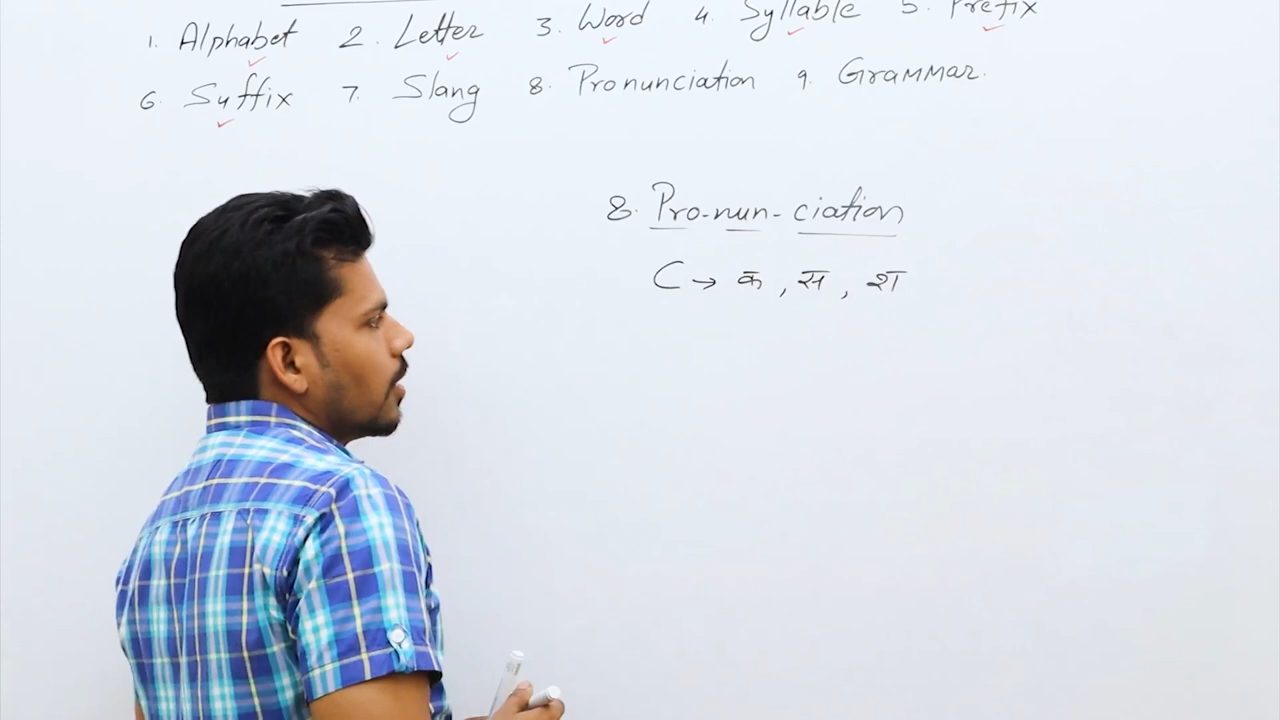 1. Alphabet 2. Letter 3. Word 4. Syllable 5. Prefix
6. Suffix 7. Slang 8. Pronunciation 9. Grammar.
8. Pro-nun-ciation
C → क, स, श